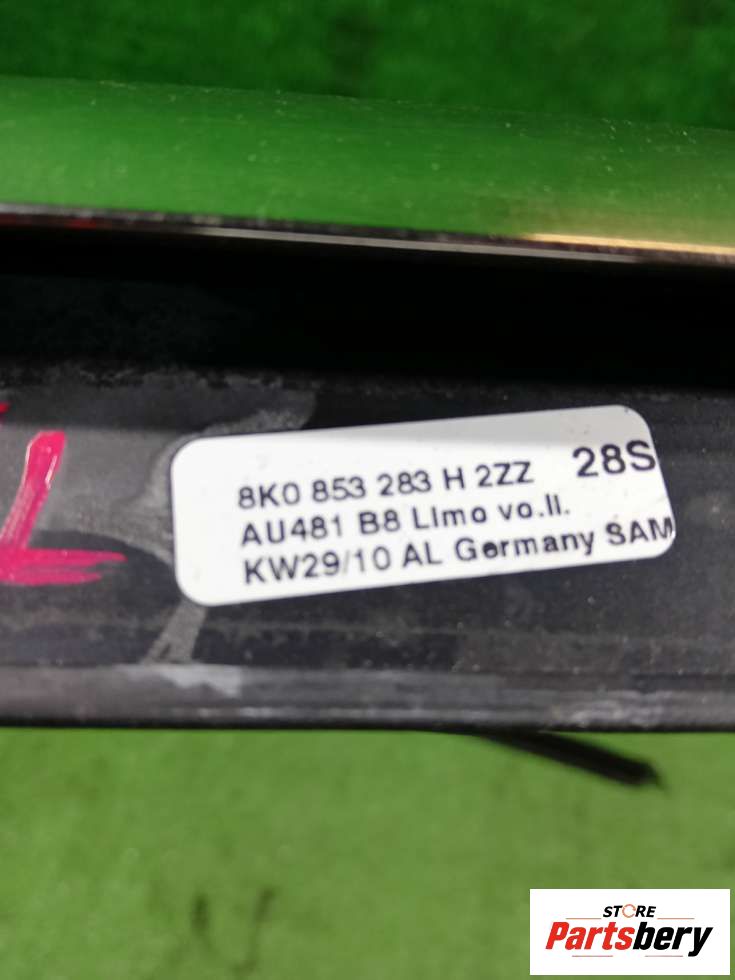 8K0 853 283 H 2ZZ 28S
AU481 B8 Limo vo.li.
KW29/10 AL Germany SAM
L
STORE
Partsbery